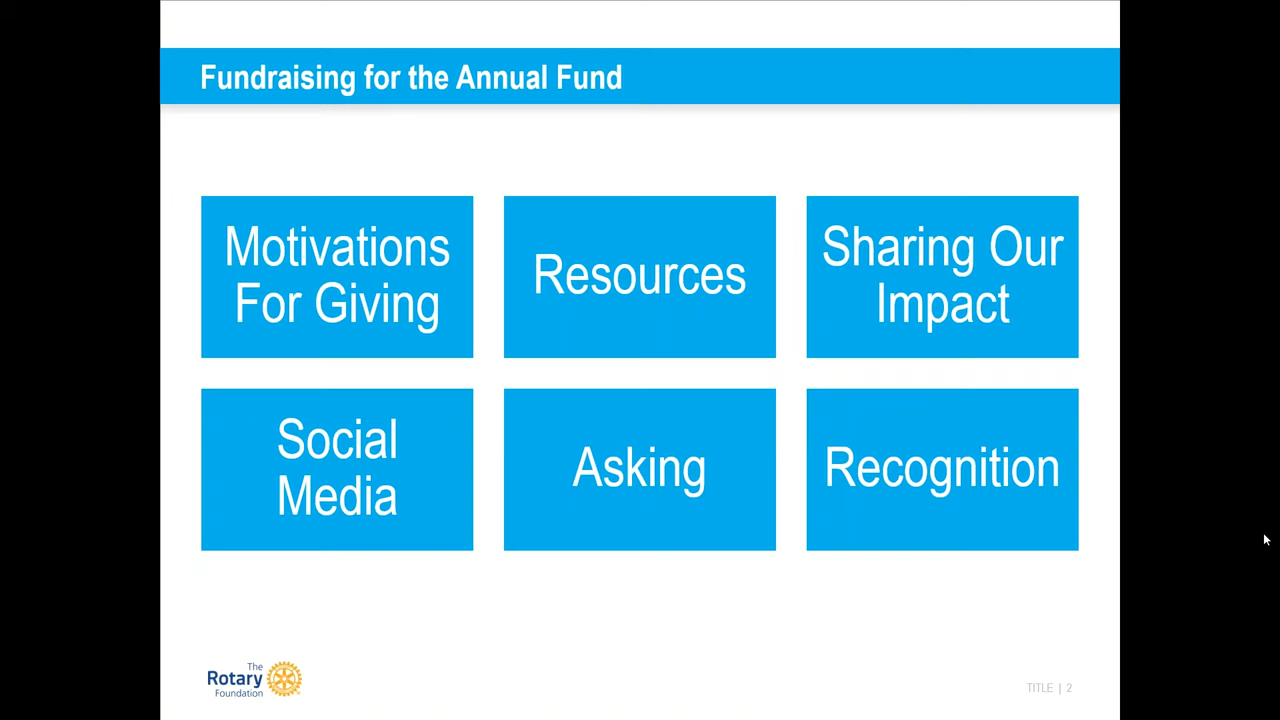 Fundraising for the Annual Fund
Motivations
For Giving
Resources
Sharing Our
Impact
Social
Media
Asking
Recognition
The
Rotary
Foundation
TITLE | 2